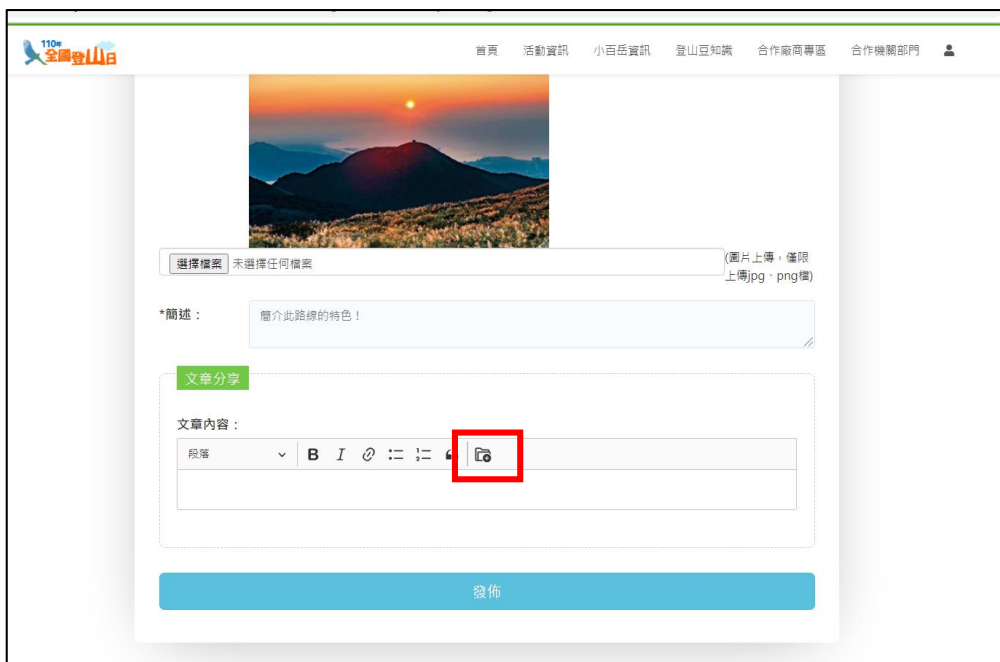 110年
全國登山日
首頁 活動資訊 小百岳資訊 登山豆知識 合作廠商專區 合作機關部門
選擇檔案 未選擇任何檔案
(圖片上傳，僅限
上傳jpg、png檔)
*簡述：
簡介此路線的特色！
文章分享
文章內容：
段落 B I
發佈